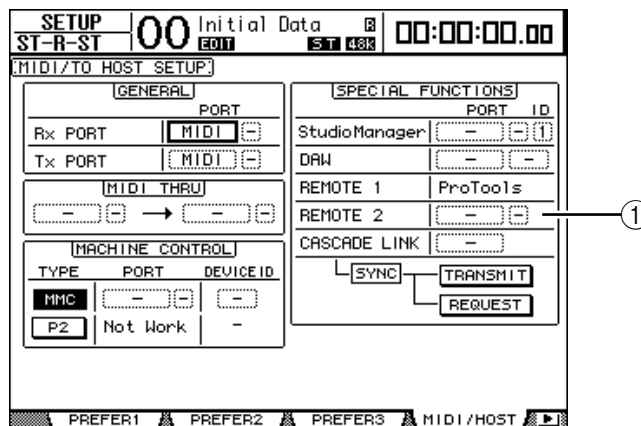 SETUP
ST-R-ST
00 Initial Data
EDIT ST 48K
00:00:00.00
MIDI/TO HOST SETUP
GENERAL
PORT
Rx PORT MIDI -
Tx PORT MIDI -
MIDI THRU
- - → - -
MACHINE CONTROL
TYPE PORT DEVICE ID
MMC - - -
P2 Not Work -
SPECIAL FUNCTIONS
PORT ID
StudioManager - - 1
DAW - -
REMOTE 1 ProTools
REMOTE 2 - -
CASCADE LINK -
SYNC TRANSMIT
REQUEST
1
PREFER1 PREFER2 PREFER3 MIDI/HOST